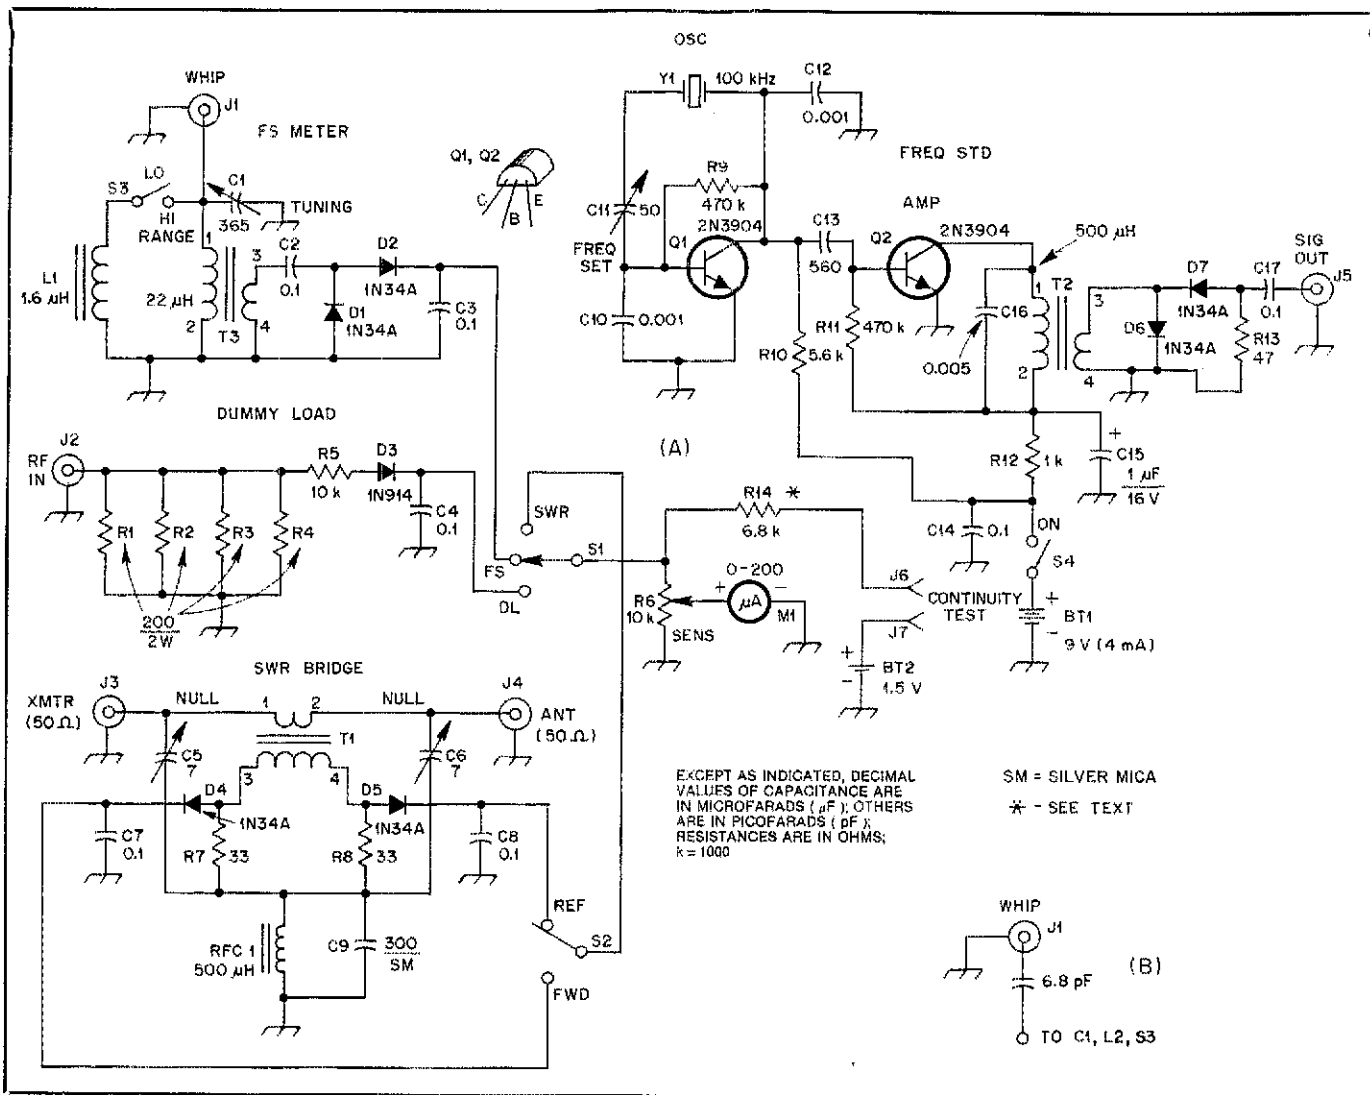 OSC
Y1 100 kHz
C12
0.001
WHIP
J1
FS METER
Q1, Q2
C B E
FREQ STD
S3 LO
HI
RANGE
C1
365
TUNING
R9
470 k
C11 50
FREQ
SET
2N3904
Q1
C13
560
AMP
Q2
2N3904
500 µH
SIG
OUT
J5
L1
1.6 µH
22 µH
1
2
3
4
T3
C2
0.1
D2
1N34A
D1
1N34A
C3
0.1
C10 0.001
R10 5.6 k
R11 470 k
C16
0.005
1
2
T2
3
4
D7
1N34A
D6
1N34A
C17
0.1
R13
47
DUMMY LOAD
(A)
J2
RF
IN
R5
10 k
D3
1N914
C4
0.1
R1
R2
R3
R4
200
2W
SWR
FS
DL
S1
R14 *
6.8 k
R12 1 k
+
C15
1 µF
16 V
C14 0.1
ON
S4
R6
10 k
SENS
0-200
+ µA -
M1
J6
CONTINUITY
TEST
J7
+
-
BT2
1.5 V
+
BT1
-
9 V (4 mA)
SWR BRIDGE
J3
XMTR
(50 Ω)
NULL
1
2
NULL
J4
ANT
(50 Ω)
C5
7
T1
3
4
C6
7
D4
1N34A
D5
1N34A
C7
0.1
R7 33
R8 33
C8
0.1
EXCEPT AS INDICATED, DECIMAL
VALUES OF CAPACITANCE ARE
IN MICROFARADS ( µF ); OTHERS
ARE IN PICOFARADS ( pF );
RESISTANCES ARE IN OHMS;
k = 1000
SM = SILVER MICA
* - SEE TEXT
RFC 1
500 µH
C9 300
SM
REF
S2
FWD
WHIP
J1
6.8 pF
(B)
TO C1, L2, S3